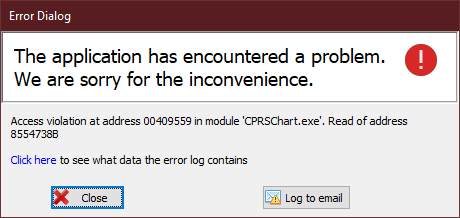 Error Dialog
The application has encountered a problem.
We are sorry for the inconvenience.
Access violation at address 00409559 in module 'CPRSChart.exe'. Read of address
8554738B
Click here to see what data the error log contains
Close
Log to email